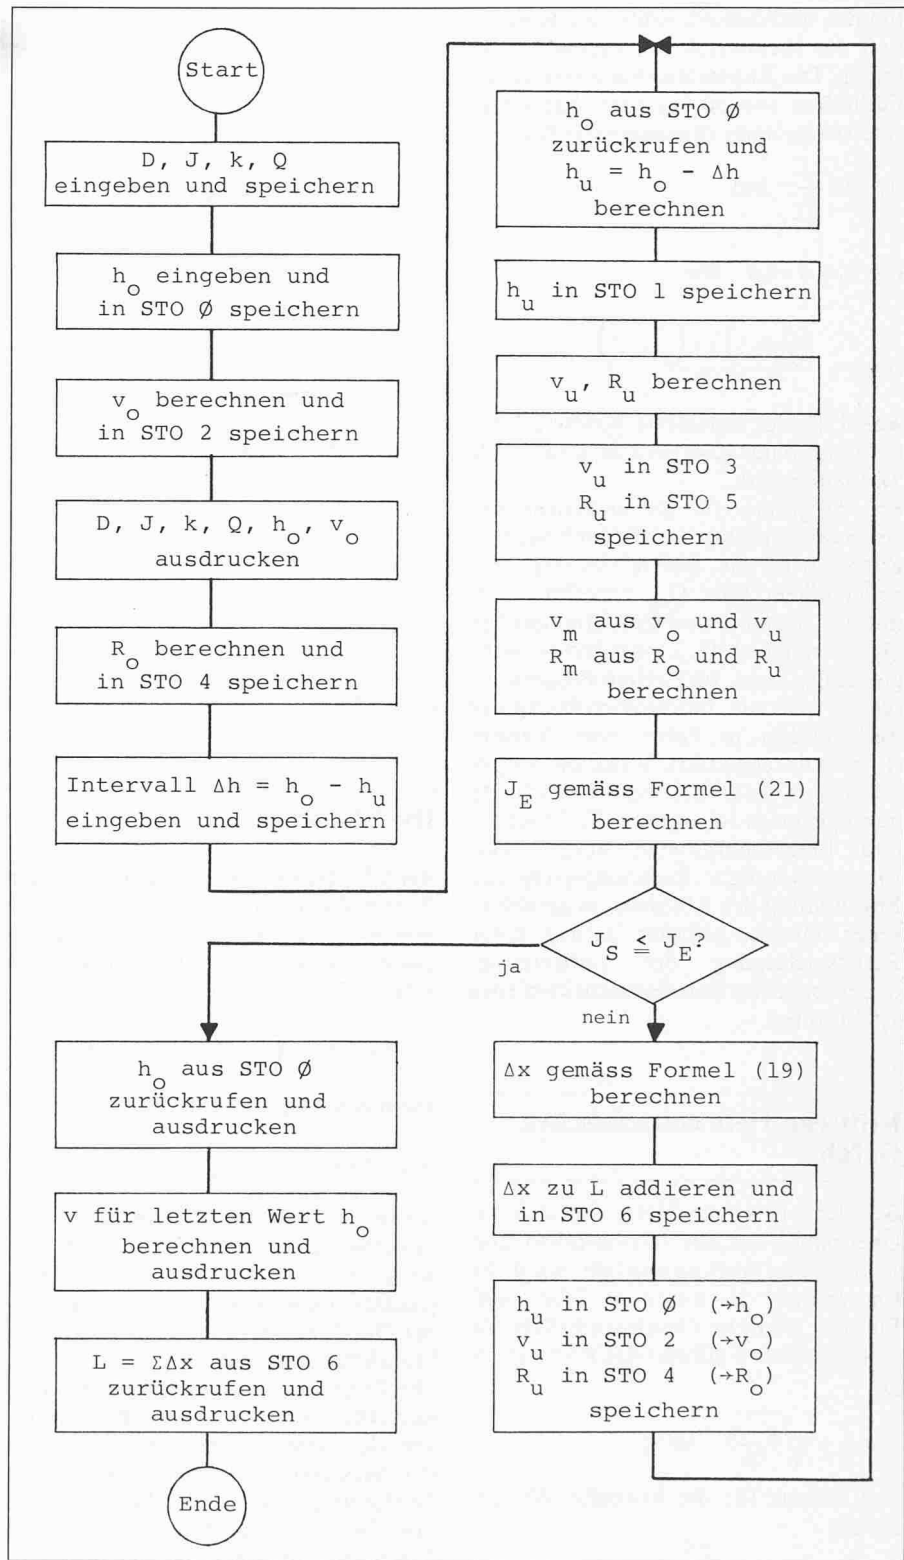 Start
D, J, k, Q
eingeben und speichern
h_o eingeben und
in STO Ø speichern
v_o berechnen und
in STO 2 speichern
D, J, k, Q, h_o, v_o
ausdrucken
R_o berechnen und
in STO 4 speichern
Intervall Δh = h_o - h_u
eingeben und speichern
h_o aus STO Ø
zurückrufen und
h_u = h_o - Δh
berechnen
h_u in STO 1 speichern
v_u, R_u berechnen
v_u in STO 3
R_u in STO 5
speichern
v_m aus v_o und v_u
R_m aus R_o und R_u
berechnen
J_E gemäss Formel (21)
berechnen
J_S ≦ J_E?
ja
nein
h_o aus STO Ø
zurückrufen und
ausdrucken
v für letzten Wert h_o
berechnen und
ausdrucken
L = ΣΔx aus STO 6
zurückrufen und
ausdrucken
Ende
Δx gemäss Formel (19)
berechnen
Δx zu L addieren und
in STO 6 speichern
h_u in STO Ø (→h_o)
v_u in STO 2 (→v_o)
R_u in STO 4 (→R_o)
speichern